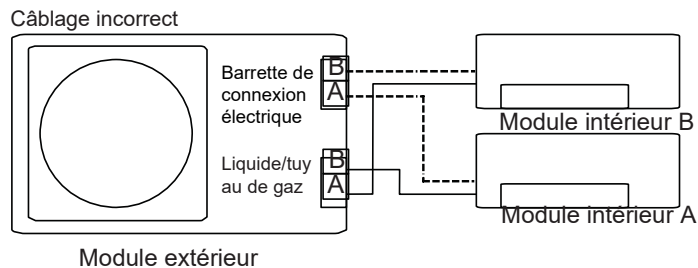 Câblage incorrect
Barrette de
connexion
électrique
B
A
Liquide/tuy
au de gaz
B
A
Module intérieur B
Module intérieur A
Module extérieur